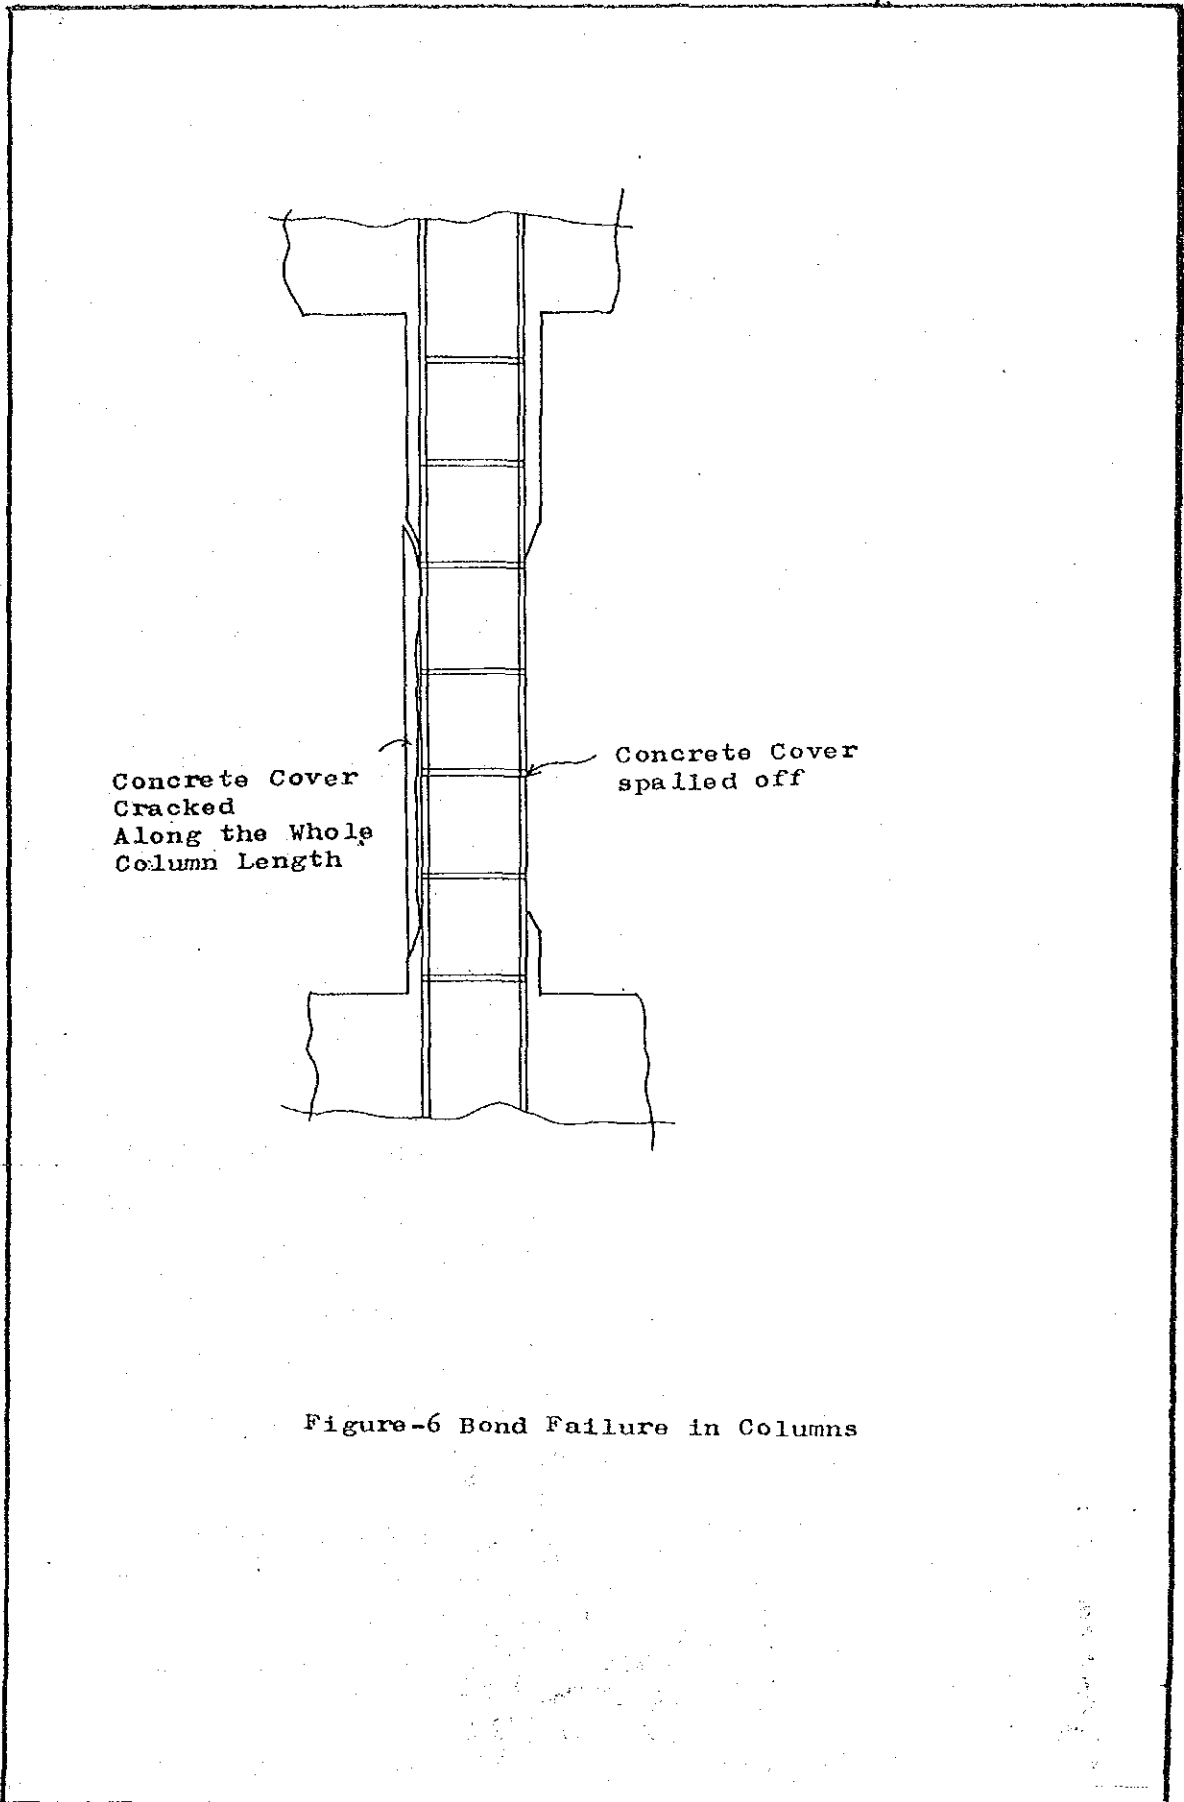 Concrete Cover
spalled off
Concrete Cover
Cracked
Along the Whole
Column Length
Figure-6 Bond Failure in Columns